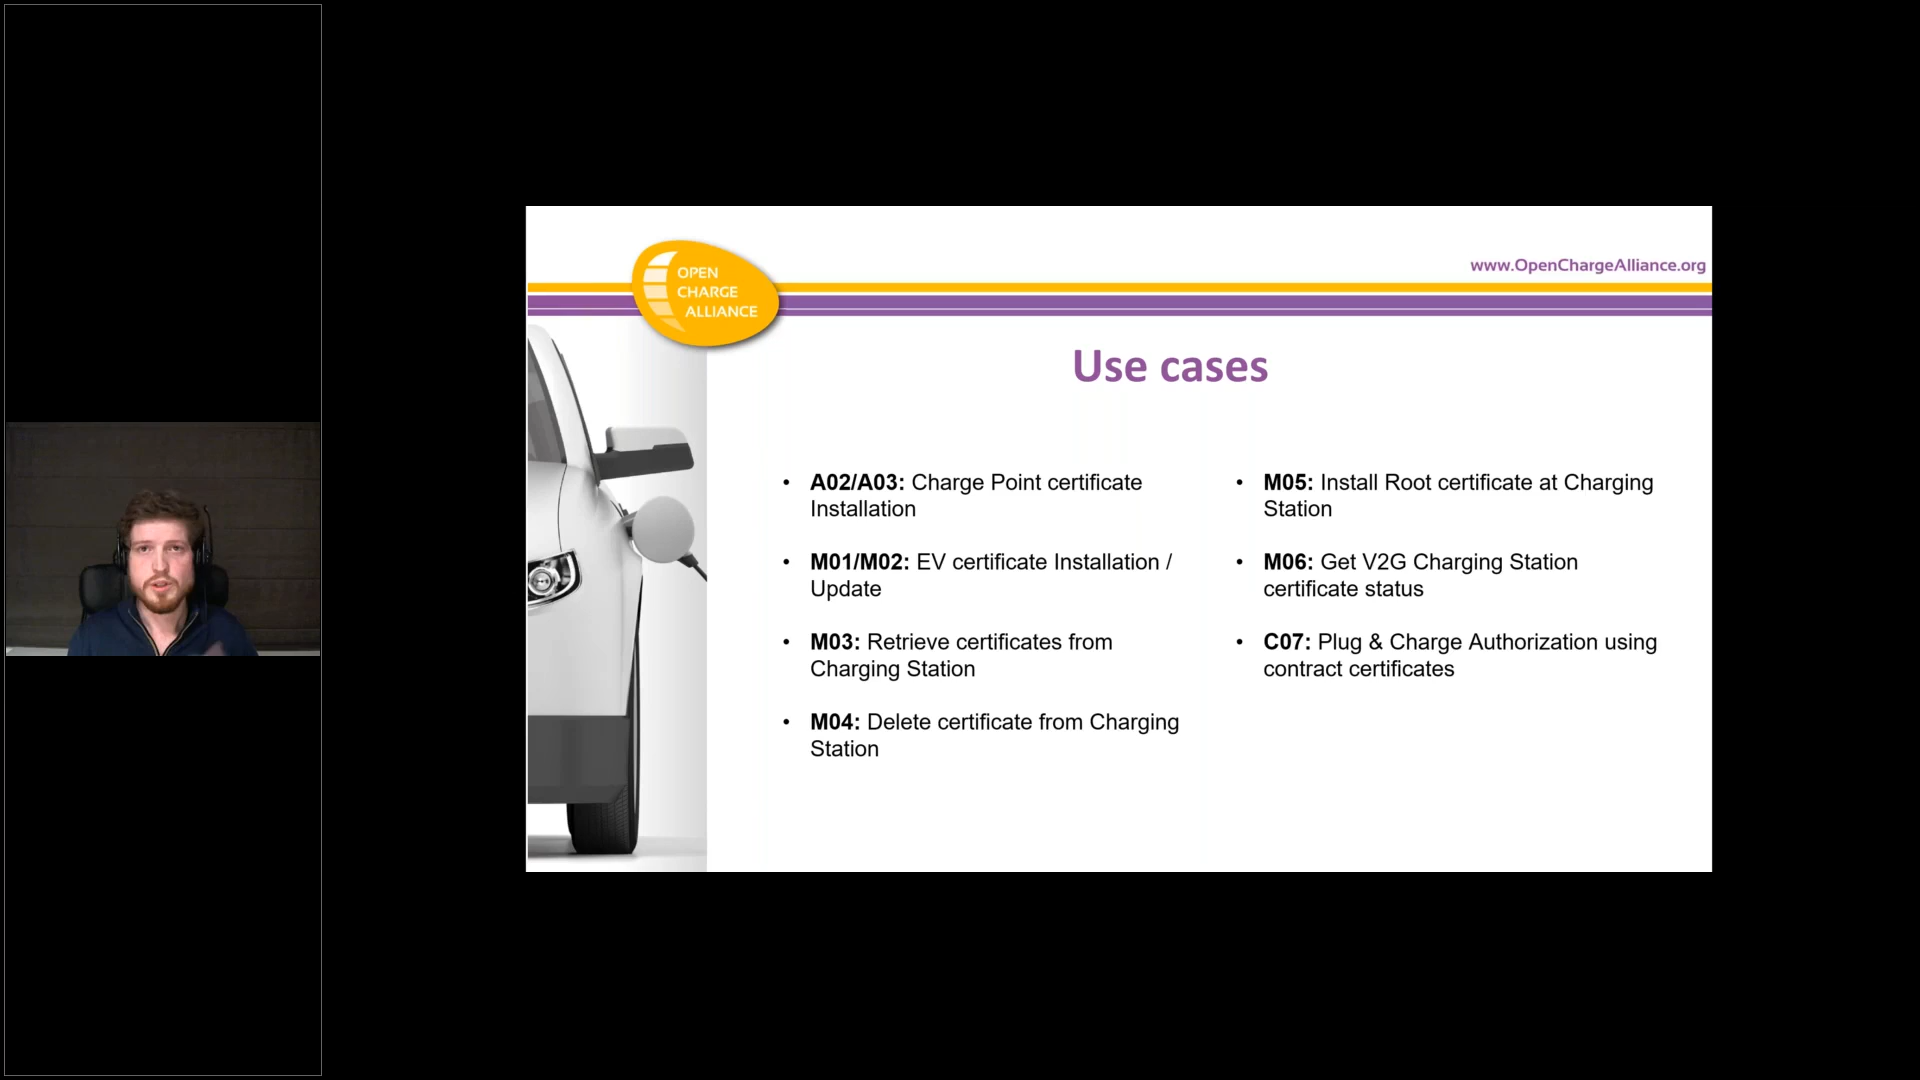 OPEN
CHARGE
ALLIANCE
www.OpenChargeAlliance.org
Use cases
• A02/A03: Charge Point certificate
Installation
• M01/M02: EV certificate Installation /
Update
• M03: Retrieve certificates from
Charging Station
• M04: Delete certificate from Charging
Station
• M05: Install Root certificate at Charging
Station
• M06: Get V2G Charging Station
certificate status
• C07: Plug & Charge Authorization using
contract certificates